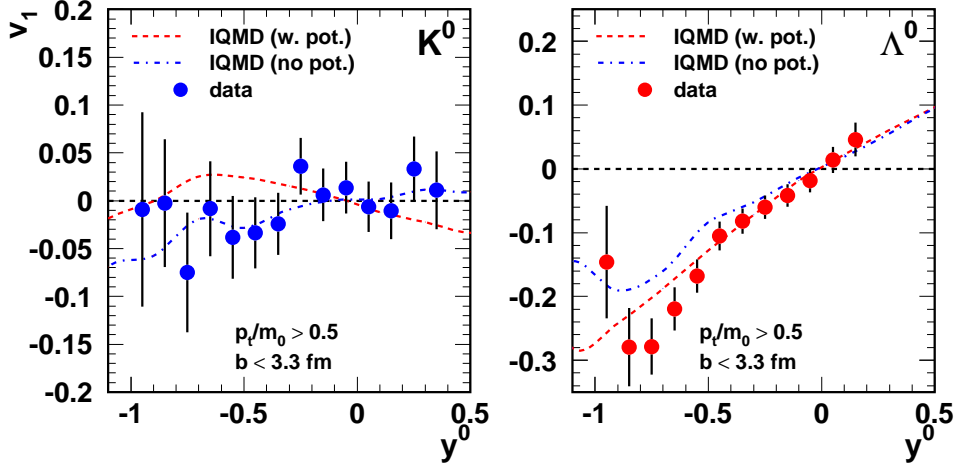 v₁
0.2
0.15
0.1
0.05
0
-0.05
-0.1
-0.15
-0.2
IQMD (w. pot.)
IQMD (no pot.)
data
K⁰
pₜ/m₀ > 0.5
b < 3.3 fm
-1 -0.5 0 0.5
y⁰
0.2
0.1
0
-0.1
-0.2
-0.3
IQMD (w. pot.)
IQMD (no pot.)
data
Λ⁰
pₜ/m₀ > 0.5
b < 3.3 fm
-1 -0.5 0 0.5
y⁰